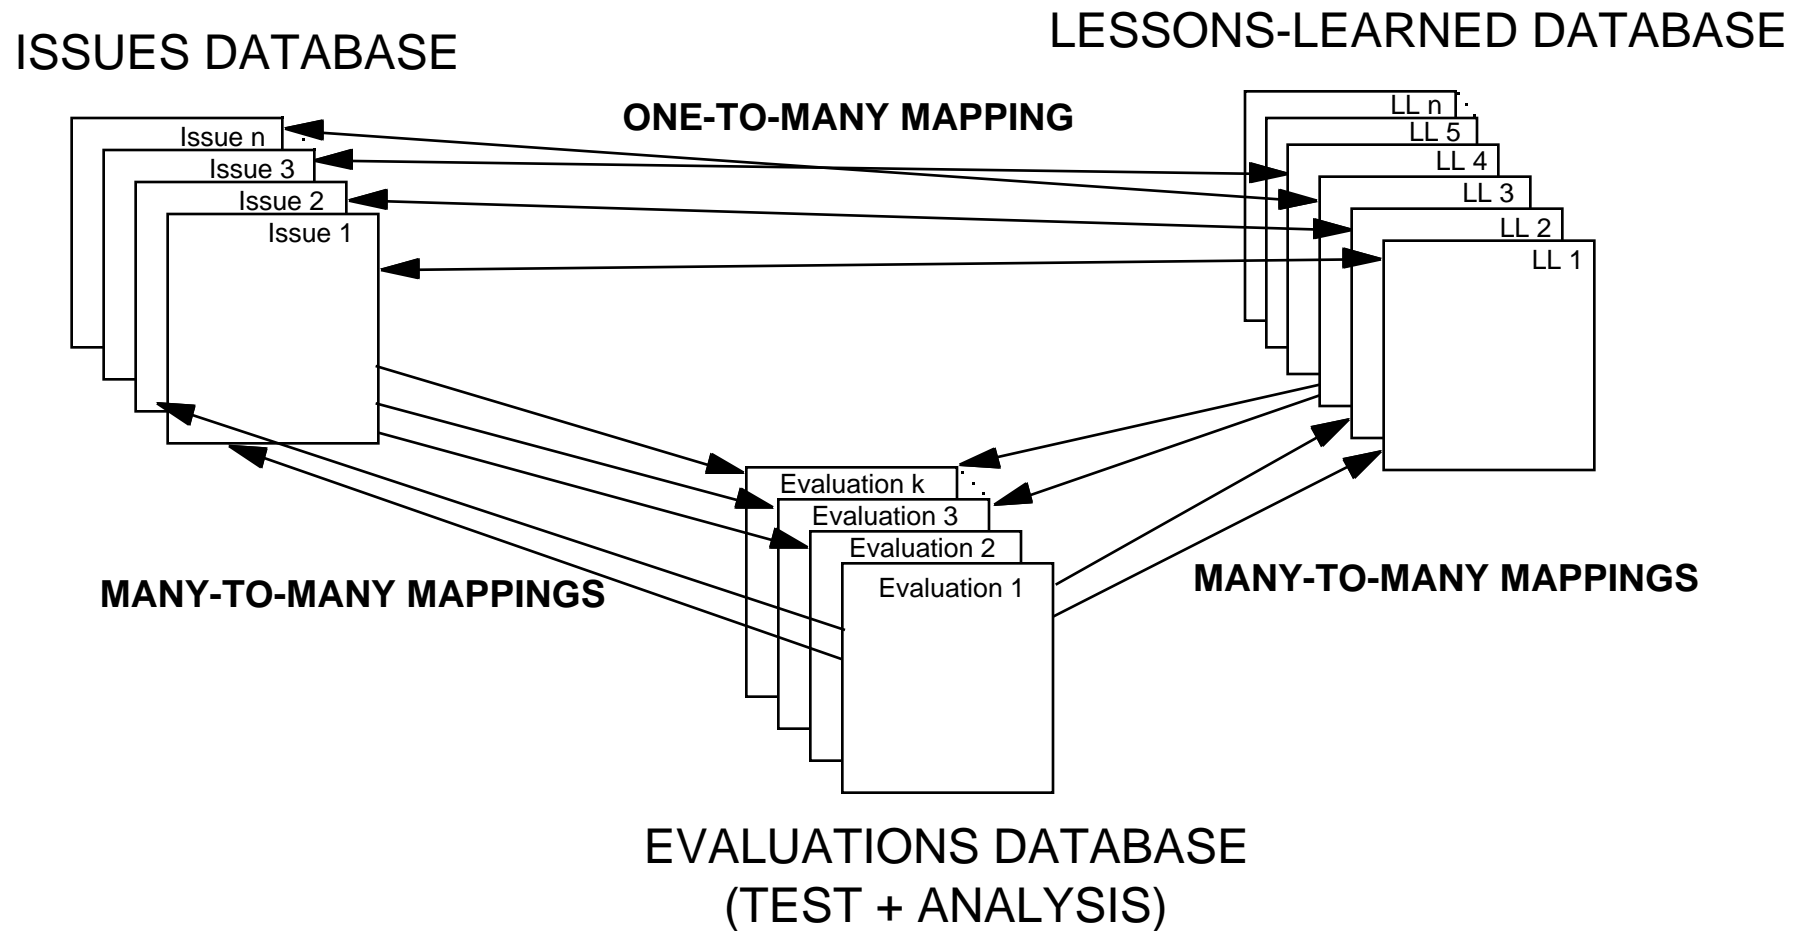 ISSUES DATABASE
LESSONS-LEARNED DATABASE
ONE-TO-MANY MAPPING
Issue n
Issue 3
Issue 2
Issue 1
LL n
LL 5
LL 4
LL 3
LL 2
LL 1
Evaluation k
Evaluation 3
Evaluation 2
Evaluation 1
MANY-TO-MANY MAPPINGS
MANY-TO-MANY MAPPINGS
EVALUATIONS DATABASE
(TEST + ANALYSIS)